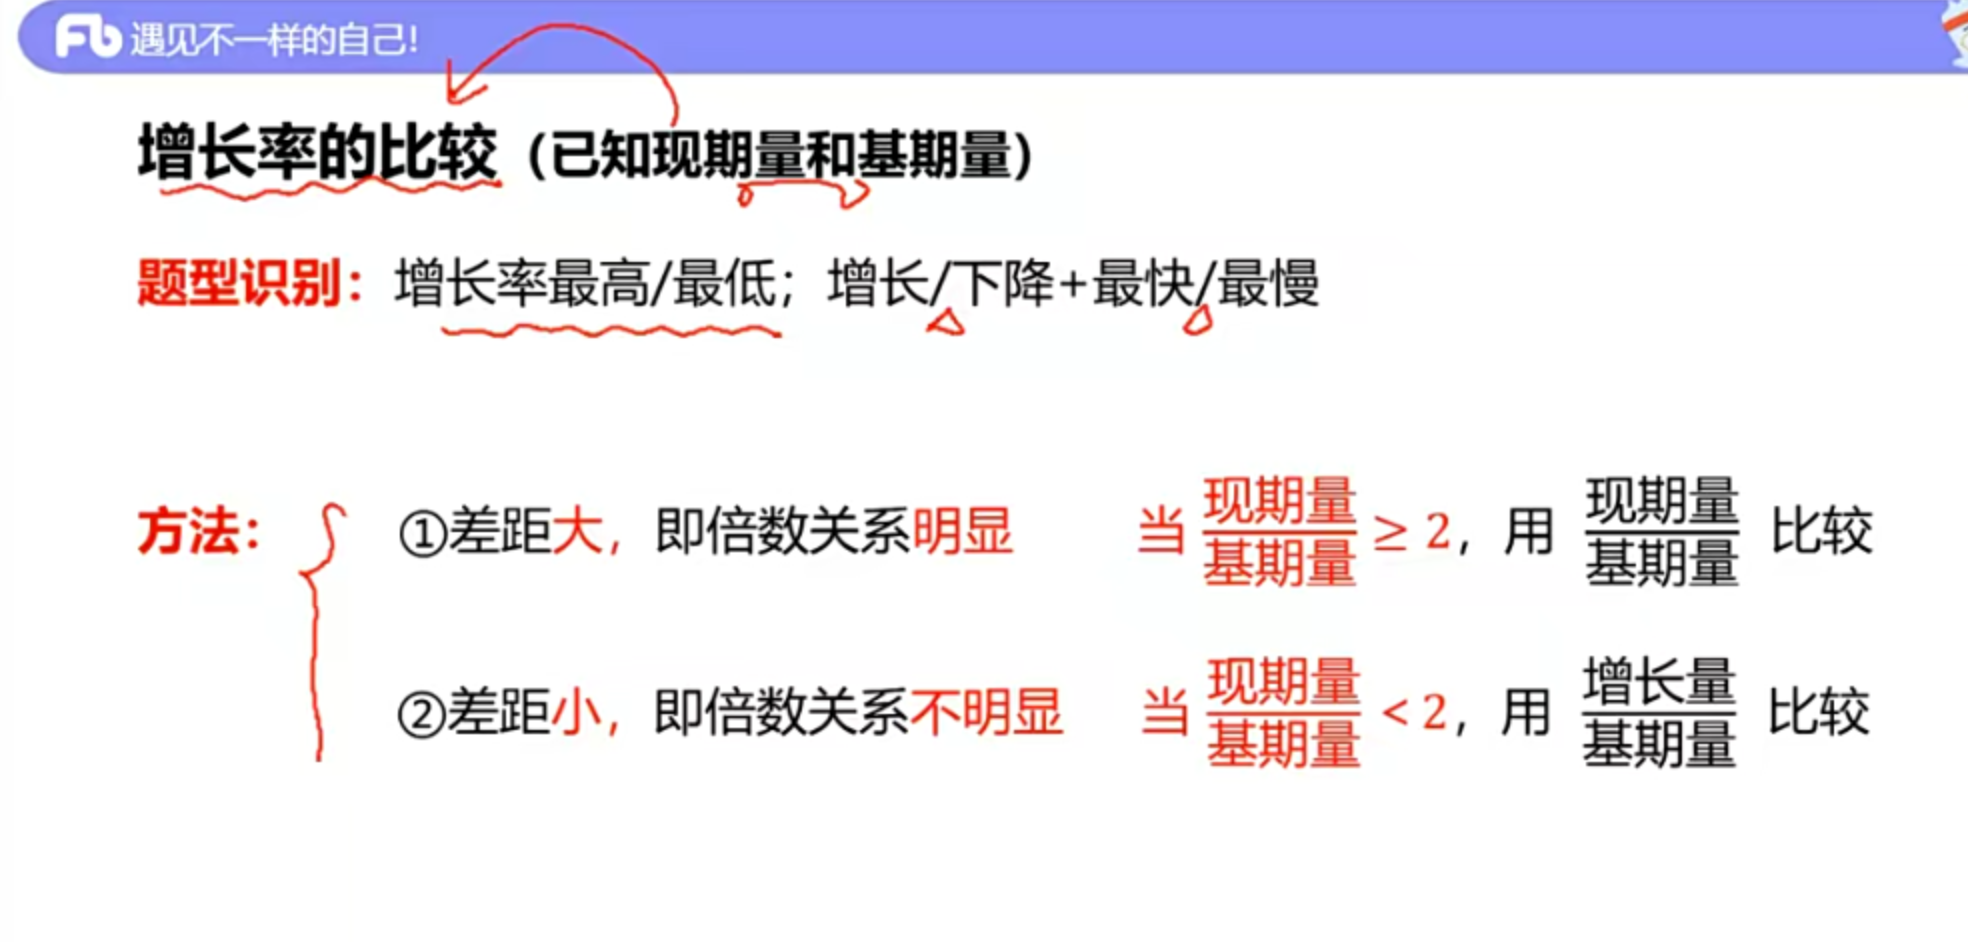 Fb 遇见不一样的自己!
增长率的比较（已知现期量和基期量）
题型识别：增长率最高/最低；增长/下降+最快/最慢
方法：①差距大，即倍数关系明显 当 现期量/基期量 ≥ 2，用 现期量/基期量 比较
②差距小，即倍数关系不明显 当 现期量/基期量 < 2，用 增长量/基期量 比较